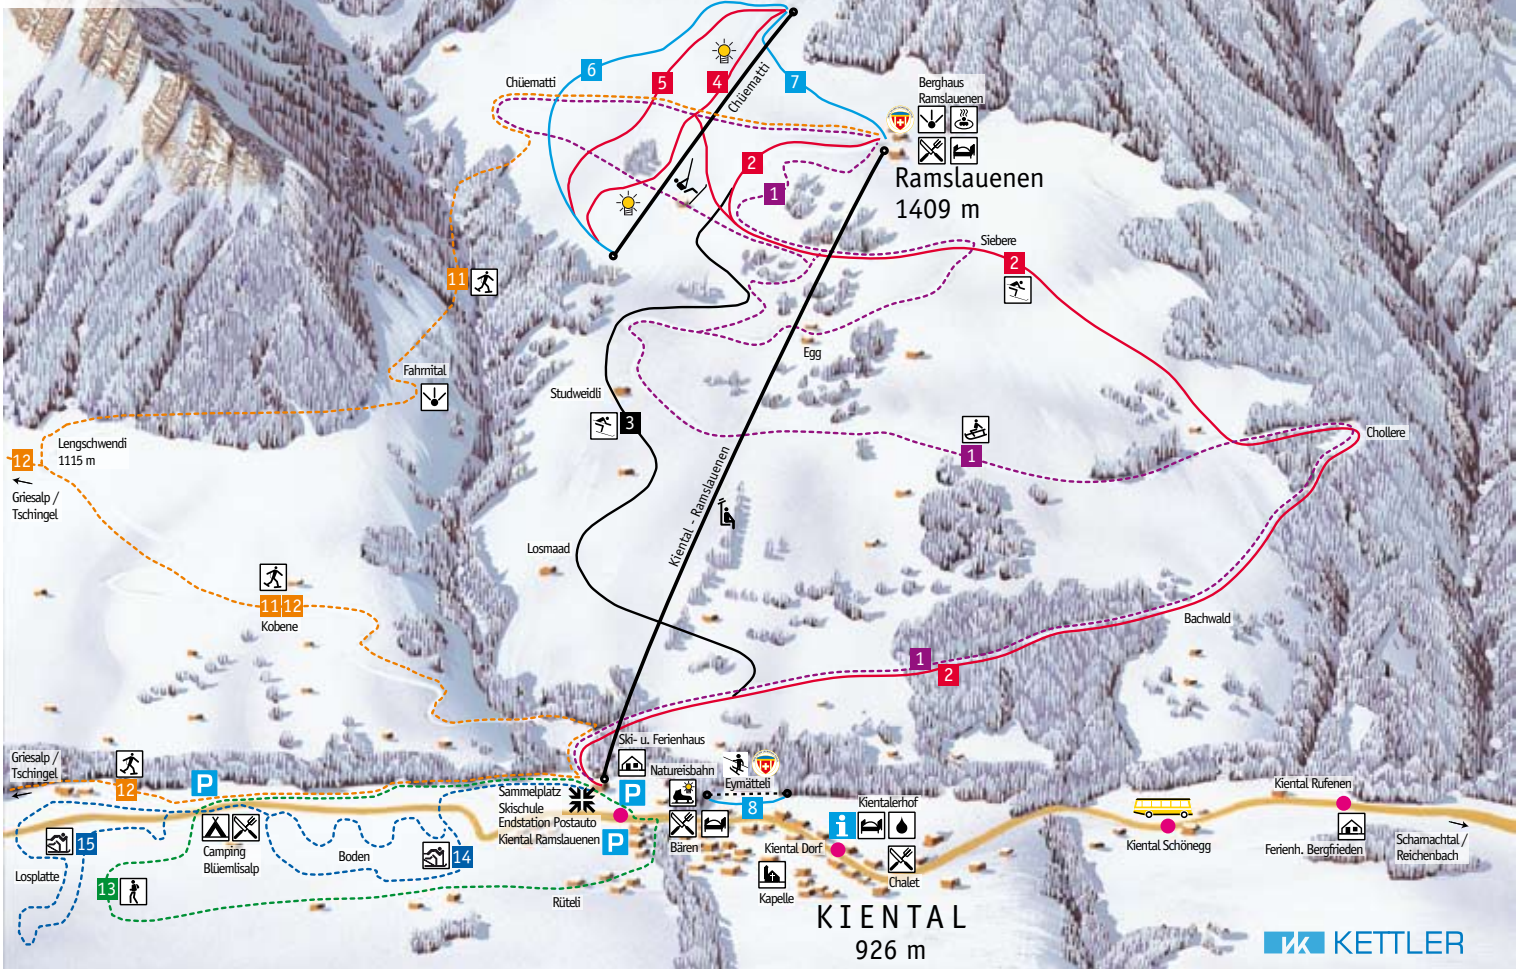 6
5
4
7
Chüematti
Chüematti
Berghaus
Ramslauenen
2
1
Ramslauenen
1409 m
Siebere
2
11
Egg
Fahrnital
Studweidli
3
Lengschwendi
1115 m
12
Griesalp /
Tschingel
1
Chollere
Kiental - Ramslauenen
Losmaad
11 12
Kobene
Bachwald
1
2
Griesalp /
Tschingel
12
P
Ski- u. Ferienhaus
Natureisbahn
Eymätteli
8
Sammelplatz
Skischule
Endstation Postauto
Kiental Ramslauenen
P
P
Bären
Kientalerhof
i
Kiental Dorf
Chalet
Kapelle
Kiental Rufenen
Kiental Schönegg
Ferienh. Bergfrieden
Scharnachtal /
Reichenbach
15
Losplatte
Camping
Blüemlisalp
Boden
14
13
Rüteli
KIENTAL
926 m
KETTLER